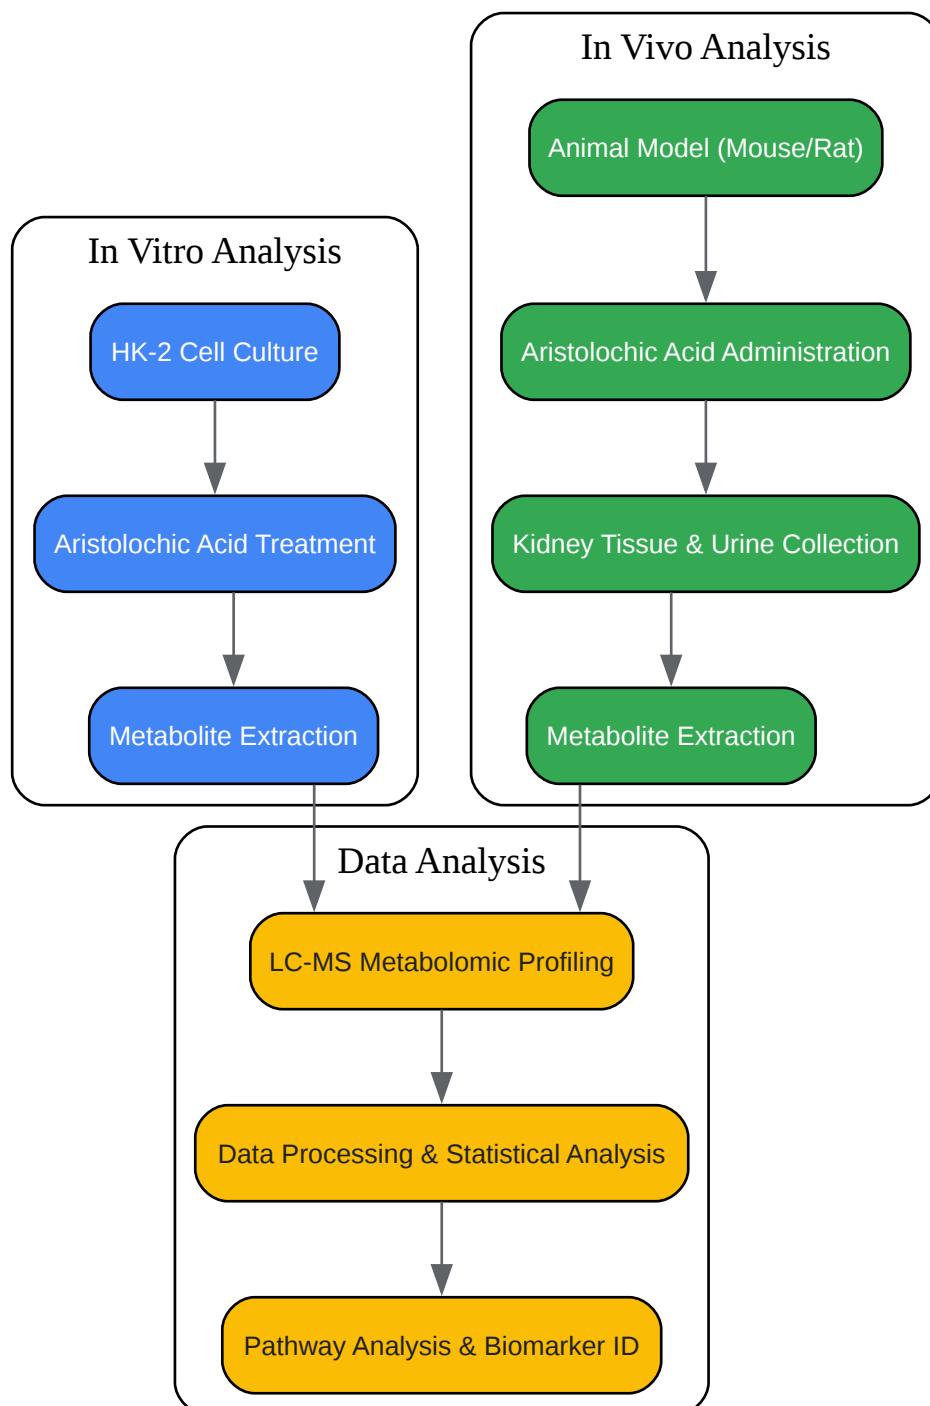 In Vitro Analysis
HK-2 Cell Culture
Aristolochic Acid Treatment
Metabolite Extraction
In Vivo Analysis
Animal Model (Mouse/Rat)
Aristolochic Acid Administration
Kidney Tissue & Urine Collection
Metabolite Extraction
Data Analysis
LC-MS Metabolomic Profiling
Data Processing & Statistical Analysis
Pathway Analysis & Biomarker ID